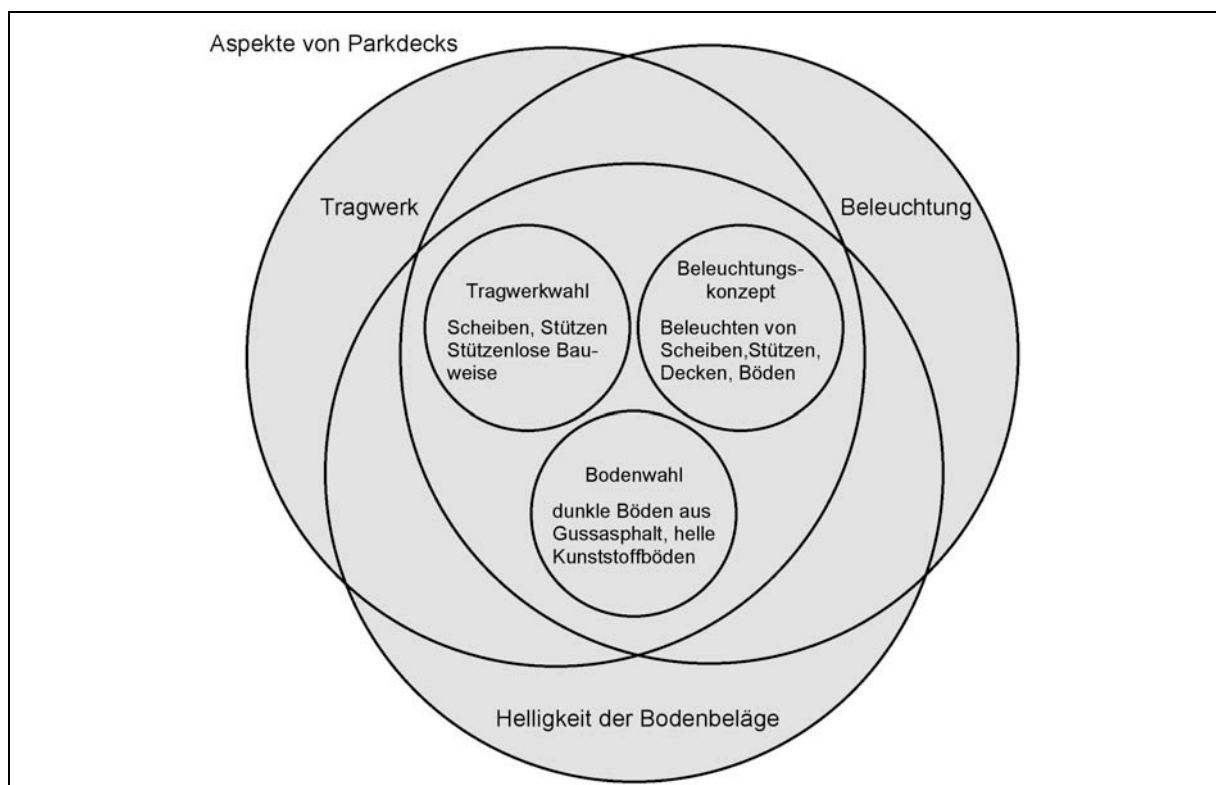 Aspekte von Parkdecks
Tragwerk
Beleuchtung
Tragwerkwahl
Scheiben, Stützen
Stützenlose Bau-
weise
Beleuchtungs-
konzept
Beleuchten von
Scheiben,Stützen,
Decken, Böden
Bodenwahl
dunkle Böden aus
Gussasphalt, helle
Kunststoffböden
Helligkeit der Bodenbeläge